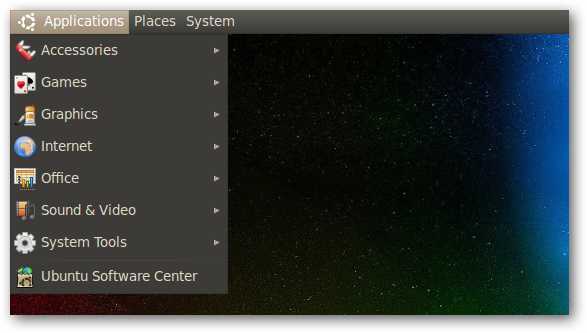 Applications Places System
Accessories
Games
Graphics
Internet
Office
Sound & Video
System Tools
Ubuntu Software Center